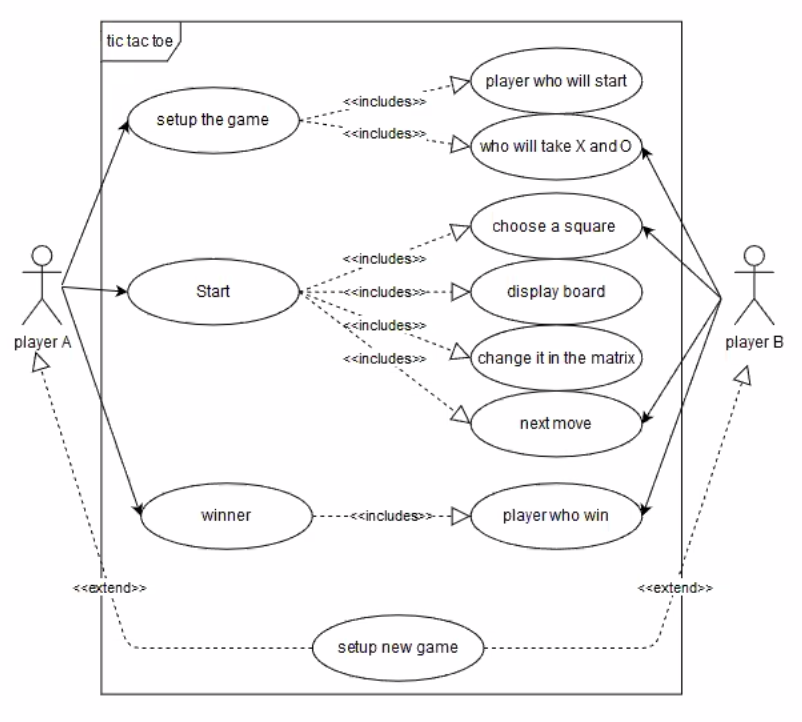 tic tac toe
player who will start
<<includes>>
setup the game
<<includes>>
who will take X and O
choose a square
<<includes>>
Start
<<includes>>
display board
<<includes>>
player A
player B
<<includes>>
change it in the matrix
next move
winner
<<includes>>
player who win
<<extend>>
<<extend>>
setup new game